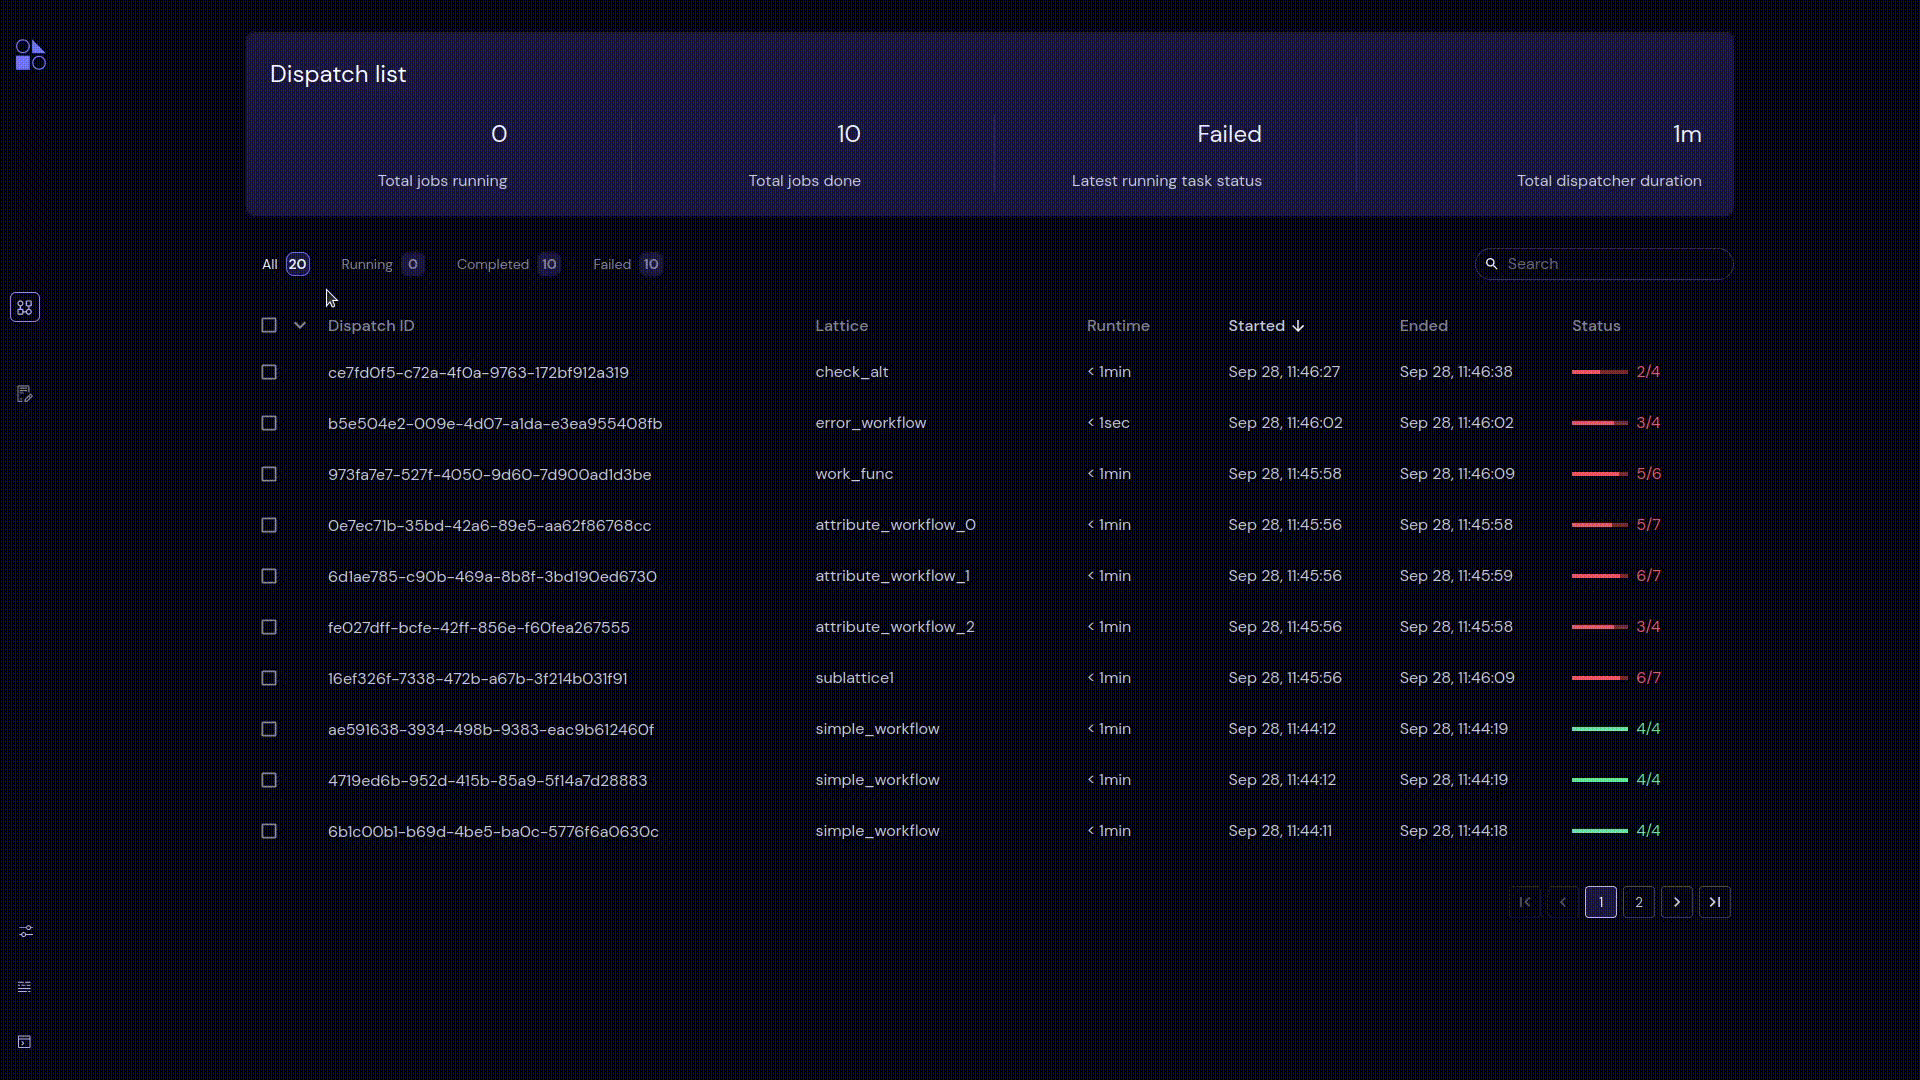 Dispatch list
0 10 Failed 1m
Total jobs running Total jobs done Latest running task status Total dispatcher duration
All 20 Running 0 Completed 10 Failed 10 Search
Dispatch ID Lattice Runtime Started Ended Status
ce7fd0f5-c72a-4f0a-9763-172bf912a319 check_alt < 1min Sep 28, 11:46:27 Sep 28, 11:46:38 2/4
b5e504e2-009e-4d07-a1da-e3ea955408fb error_workflow < 1sec Sep 28, 11:46:02 Sep 28, 11:46:02 3/4
973fa7e7-527f-4050-9d60-7d900ad1d3be work_func < 1min Sep 28, 11:45:58 Sep 28, 11:46:09 5/6
0e7ec71b-35bd-42a6-89e5-aa62f86768cc attribute_workflow_0 < 1min Sep 28, 11:45:56 Sep 28, 11:45:58 5/7
6d1ae785-c90b-469a-8b8f-3bd190ed6730 attribute_workflow_1 < 1min Sep 28, 11:45:56 Sep 28, 11:45:59 6/7
fe027dff-bcfe-42ff-856e-f60fea267555 attribute_workflow_2 < 1min Sep 28, 11:45:56 Sep 28, 11:45:58 3/4
16ef326f-7338-472b-a67b-3f214b031f91 sublattice1 < 1min Sep 28, 11:45:56 Sep 28, 11:46:09 6/7
ae591638-3934-498b-9383-eac9b612460f simple_workflow < 1min Sep 28, 11:44:12 Sep 28, 11:44:19 4/4
4719ed6b-952d-415b-85a9-5f14a7d28883 simple_workflow < 1min Sep 28, 11:44:12 Sep 28, 11:44:19 4/4
6b1c00b1-b69d-4be5-ba0c-5776f6a0630c simple_workflow < 1min Sep 28, 11:44:11 Sep 28, 11:44:18 4/4
1 2